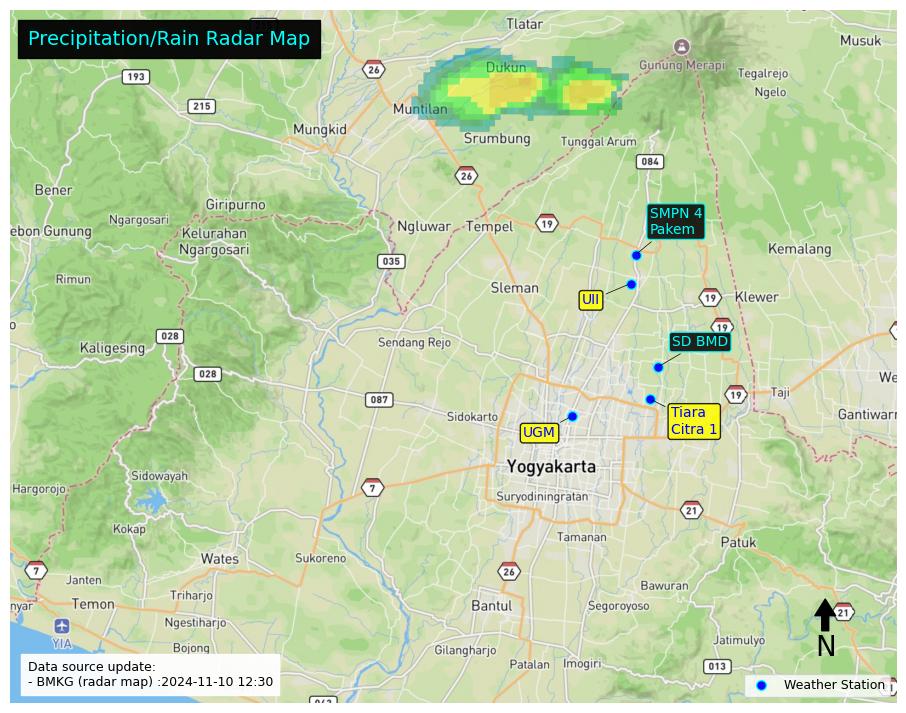 Precipitation/Rain Radar Map
Tlatar
Musuk
Gunung Merapi
26
193
Dukun
Tegalrejo
Ngelo
215
Muntilan
Mungkid
Srumbung
Tunggal Arum
084
26
Bener
Giripurno
SMPN 4
Pakem
Ngargosari
Ngluwar
Tempel
19
ebon Gunung
Kelurahan
Ngargosari
Kemalang
035
Rimun
Sleman
UII
19
Klewer
028
19
Kaligesing
Sendang Rejo
SD BMD
028
We
087
19
Taji
Sidokarto
Tiara
Citra 1
Gantiwarn
UGM
Yogyakarta
Sidowayah
Hargorojo
7
Suryodiningratan
21
Kokap
Tamanan
Patuk
Wates
Sukoreno
7
26
Janten
Bawuran
nyar
Temon
Triharjo
Bantul
Segoroyoso
21
Ngestiharjo
YIA
Bojong
Gilangharjo
Jatimulyo
N
Patalan
Imogiri
013
Data source update:
- BMKG (radar map) :2024-11-10 12:30
Weather Station